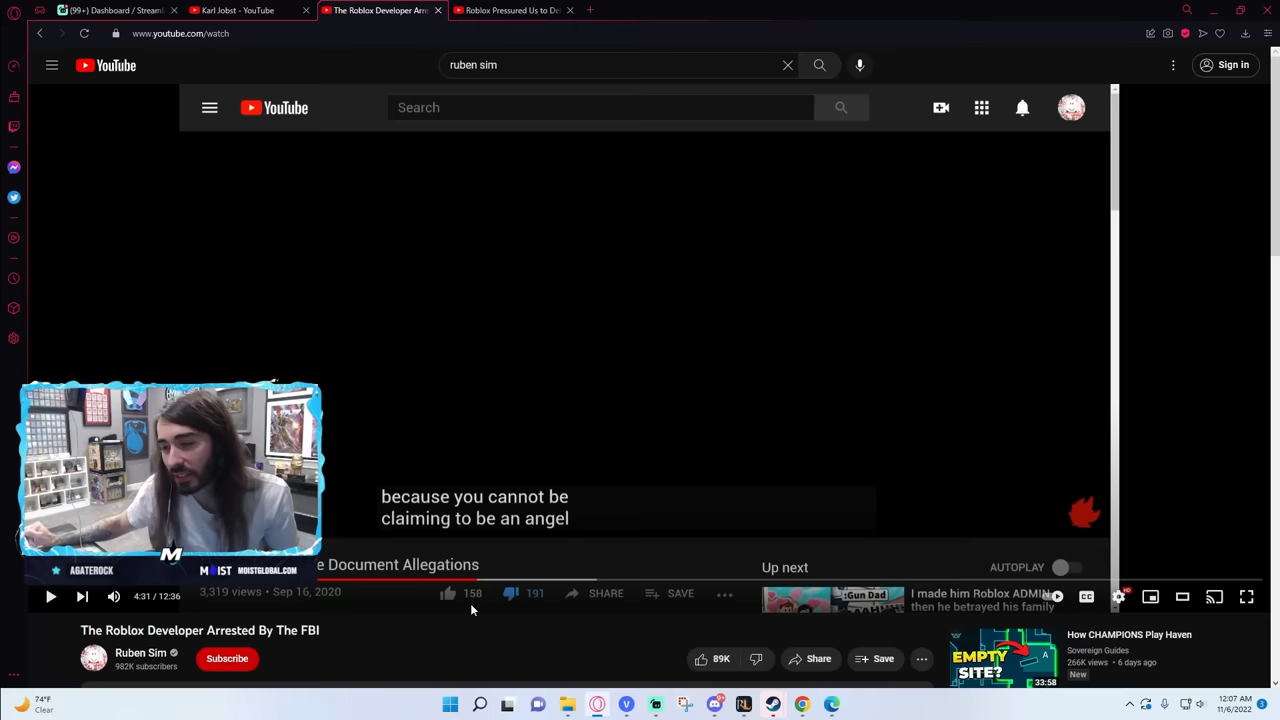 (99+) Dashboard / Streaml
Karl Jobst - YouTube
The Roblox Developer Arre
Roblox Pressured Us to De
www.youtube.com/watch
YouTube
ruben sim
Sign in
YouTube
Search
because you cannot be
claiming to be an angel
e Document Allegations
Up next
AUTOPLAY
3,319 views • Sep 16, 2020
158
191
SHARE
SAVE
:Gun Dad
I made him Roblox ADMIN
then he betrayed his family
M
AGATEROCK
MOIST
MOISTGLOBAL.COM
4:31 / 12:36
The Roblox Developer Arrested By The FBI
Ruben Sim
982K subscribers
Subscribe
89K
Share
Save
EMPTY
SITE?
A
33:58
How CHAMPIONS Play Haven
Sovereign Guides
266K views • 6 days ago
New
74°F
Clear
12:07 AM
11/6/2022
3